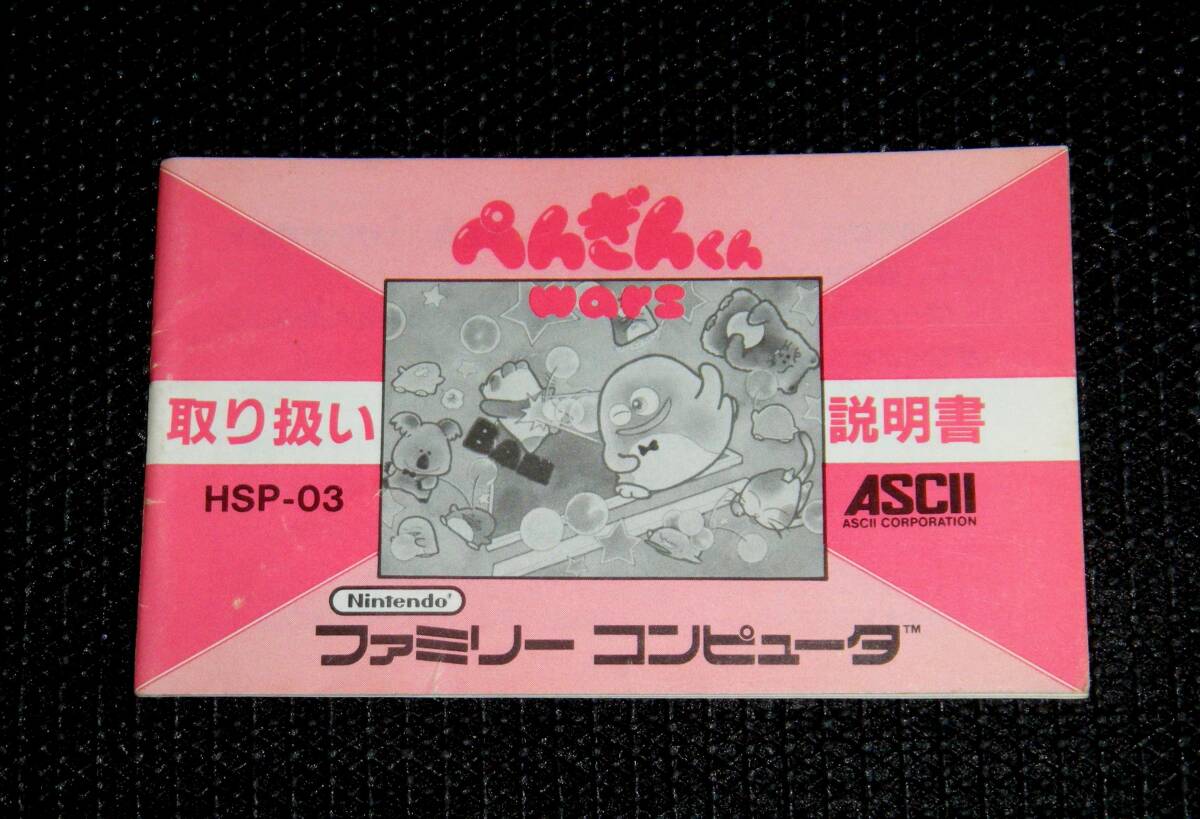 ぺんぎんくん
wars
取り扱い
説明書
HSP-03
ASCII
ASCII CORPORATION
Nintendo
ファミリー コンピュータ™